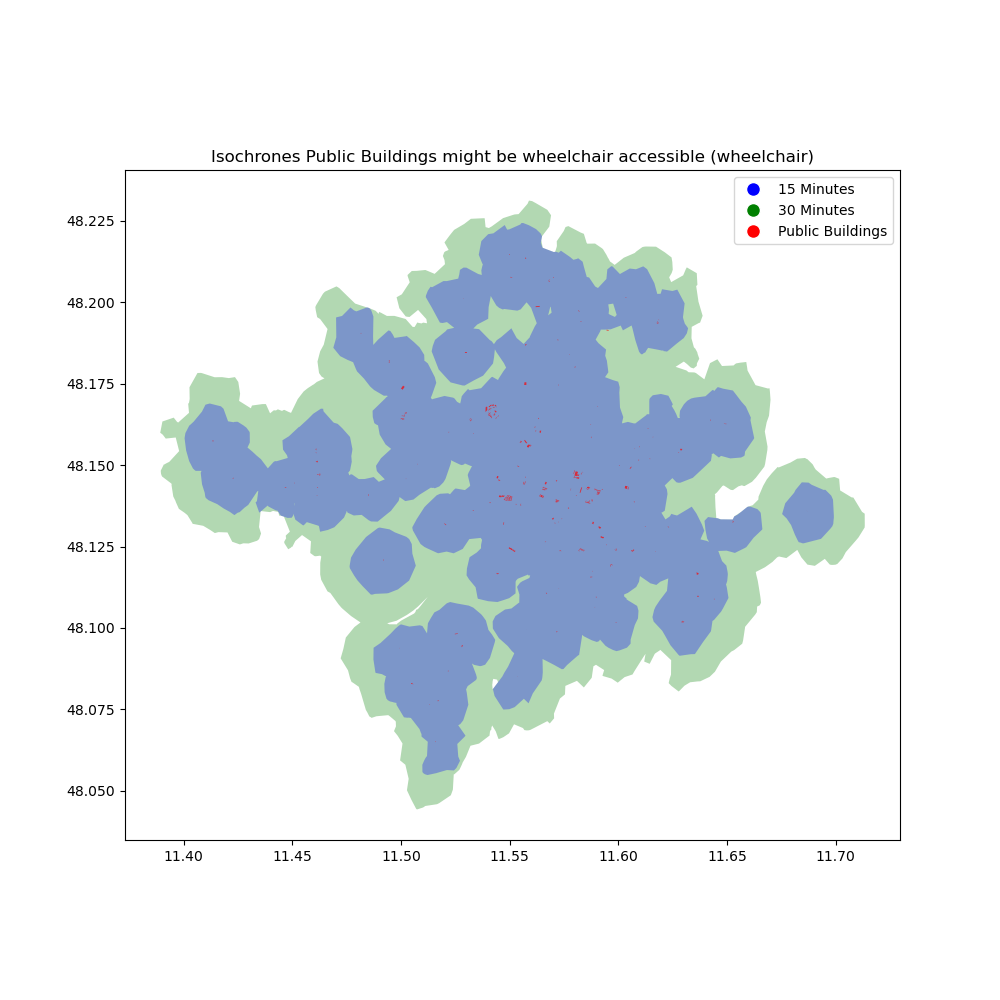 Isochrones Public Buildings might be wheelchair accessible (wheelchair)
15 Minutes
30 Minutes
Public Buildings
48.225
48.200
48.175
48.150
48.125
48.100
48.075
48.050
11.40 11.45 11.50 11.55 11.60 11.65 11.70